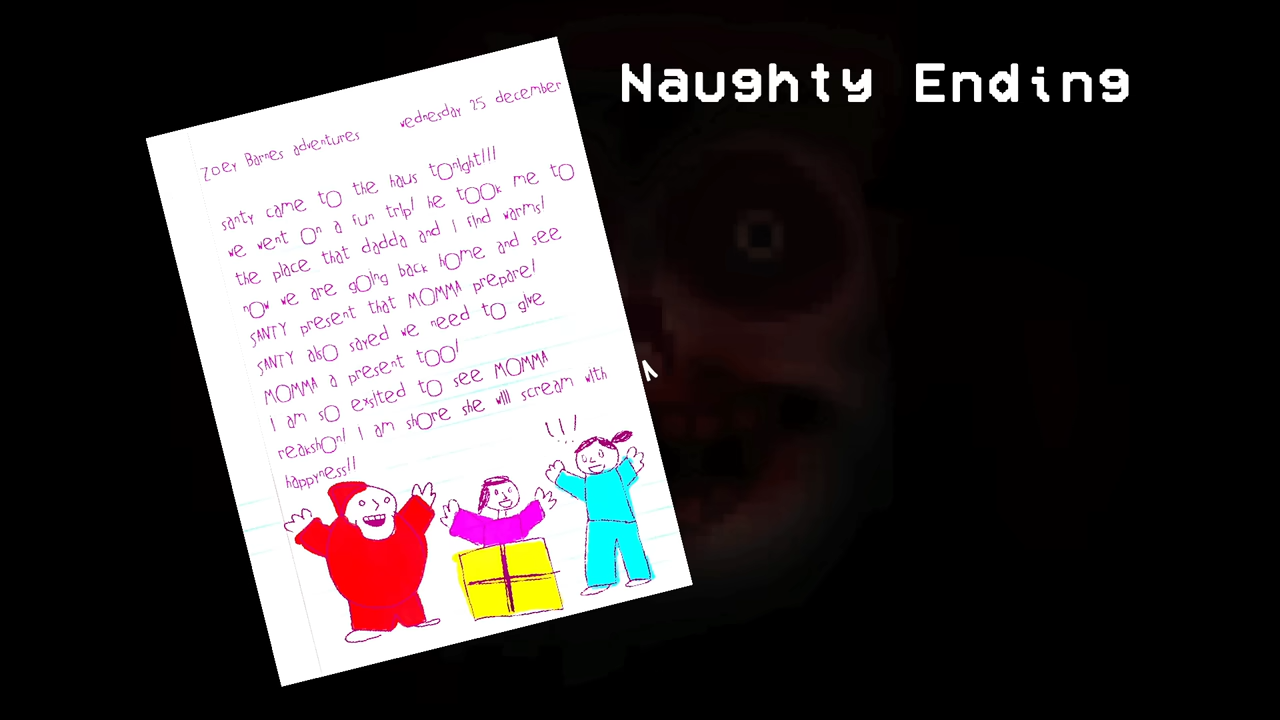 Naughty Ending
Zoey Barnes adventures wednesday 25 december
santy came to the haus tonight!!!
we went on a fun trip! he took me to
the place that dadda and I find warms!
now we are going back home and see
SANTY present that MOMMA prepare!
SANTY also sayed we need to give
MOMMA a present too!
I am so exsited to see MOMMA
reakshon! I am shore she will scream with
happyness!!
!!!